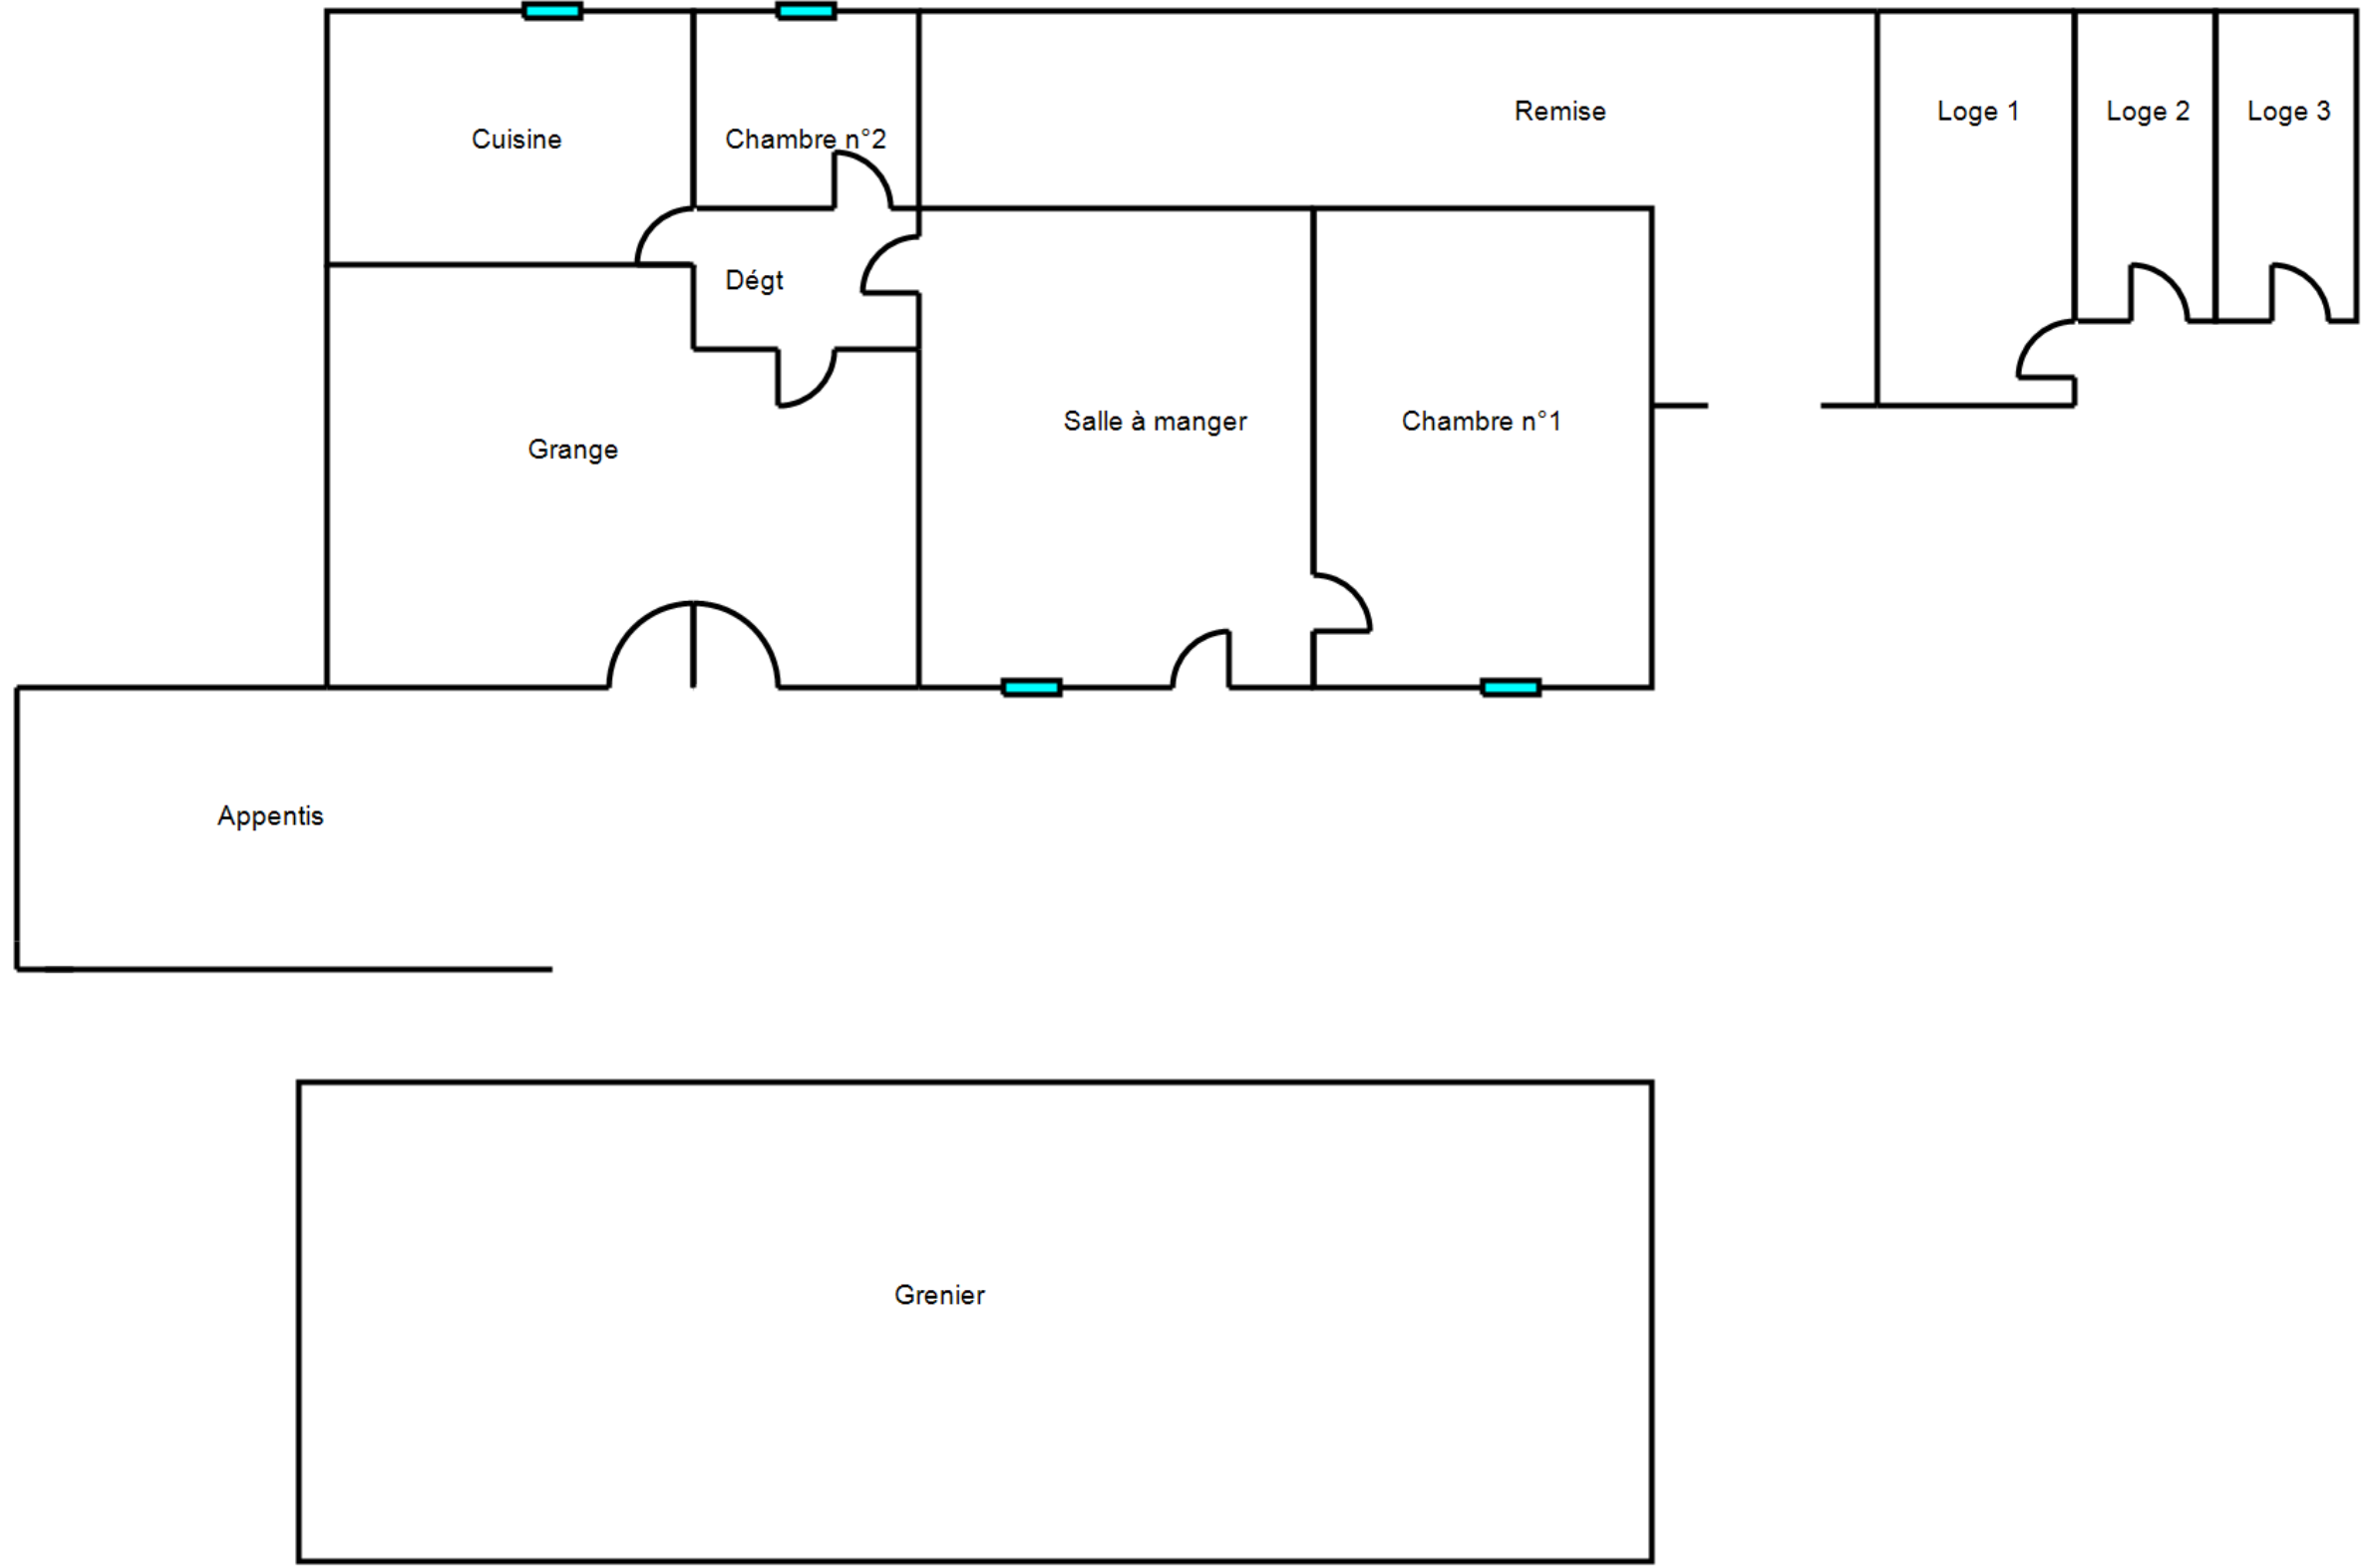 Remise
Loge 1
Loge 2
Loge 3
Cuisine
Chambre n°2
Dégt
Salle à manger
Chambre n°1
Grange
Appentis
Grenier